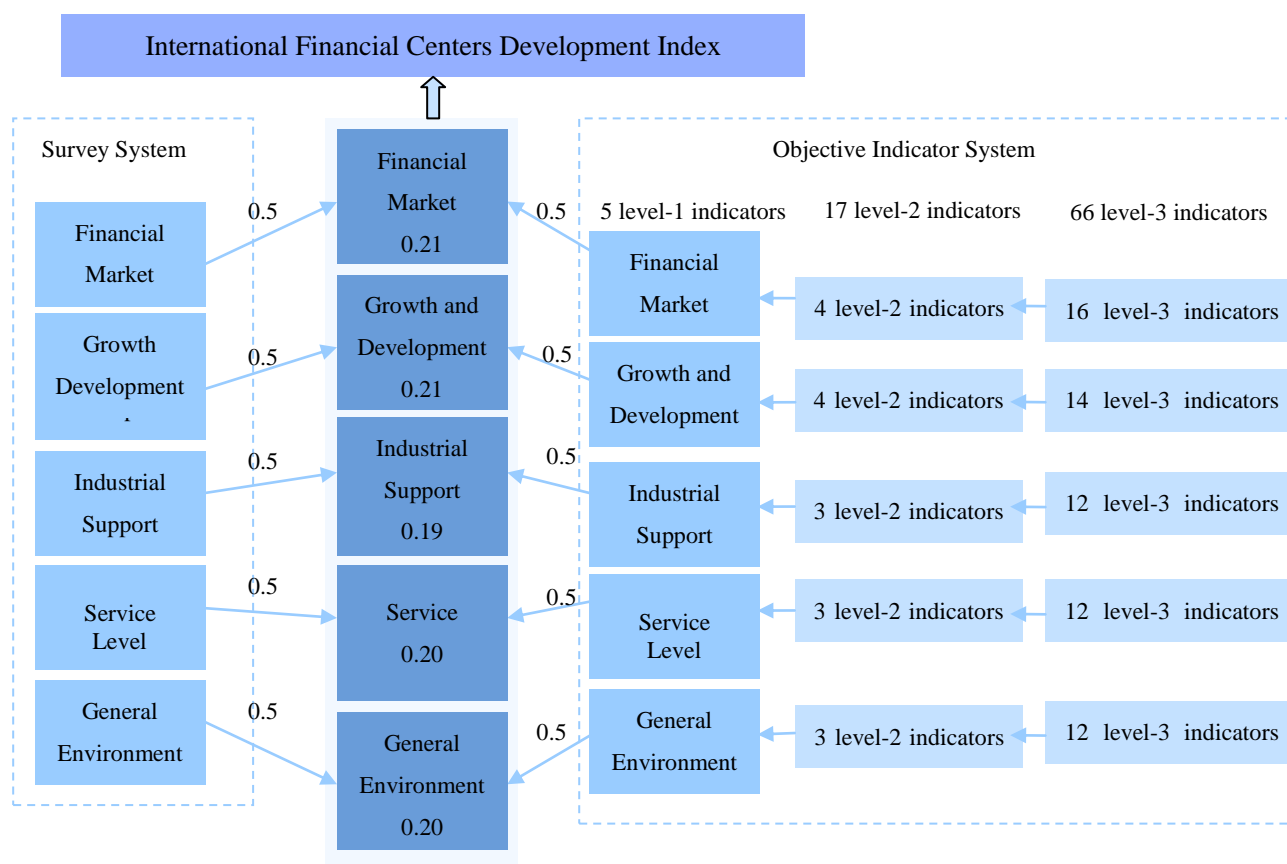 International Financial Centers Development Index
Survey System
Financial
Market
Growth
Development
Industrial
Support
Service
Level
General
Environment
0.5
0.5
0.5
0.5
0.5
Financial
Market
0.21
Growth and
Development
0.21
Industrial
Support
0.19
Service
0.20
General
Environment
0.20
0.5
0.5
0.5
0.5
0.5
Objective Indicator System
5 level-1 indicators
17 level-2 indicators
66 level-3 indicators
Financial
Market
4 level-2 indicators
16 level-3 indicators
Growth and
Development
4 level-2 indicators
14 level-3 indicators
Industrial
Support
3 level-2 indicators
12 level-3 indicators
Service
Level
3 level-2 indicators
12 level-3 indicators
General
Environment
3 level-2 indicators
12 level-3 indicators